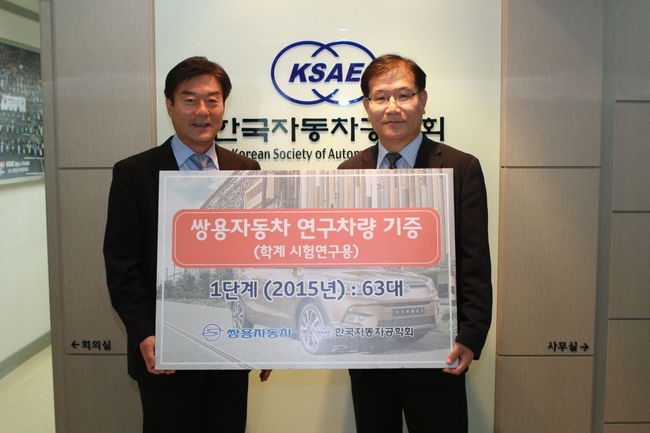 KSAE
한국자동차공학회
Korean Society of Autom
쌍용자동차 연구차량 기증
(학계 시험연구용)
1단계 (2015년) : 63대
TIVOLI
쌍용자동차
KSAE 한국자동차공학회
←회의실
사무실→